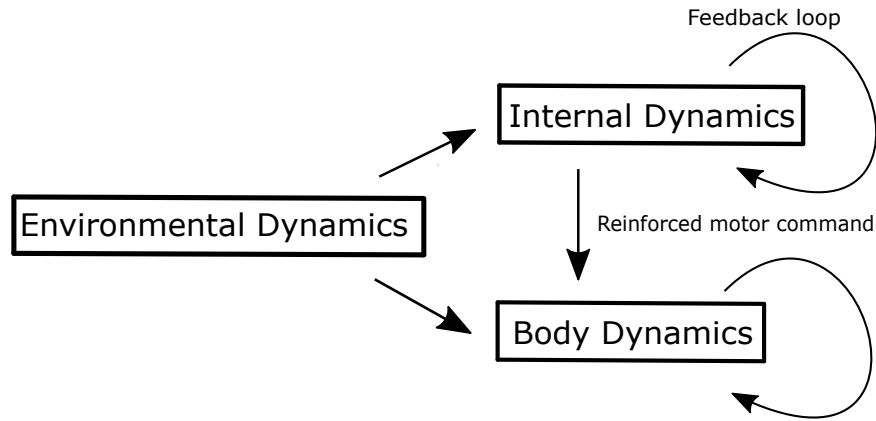 Feedback loop
Internal Dynamics
Environmental Dynamics
Reinforced motor command
Body Dynamics